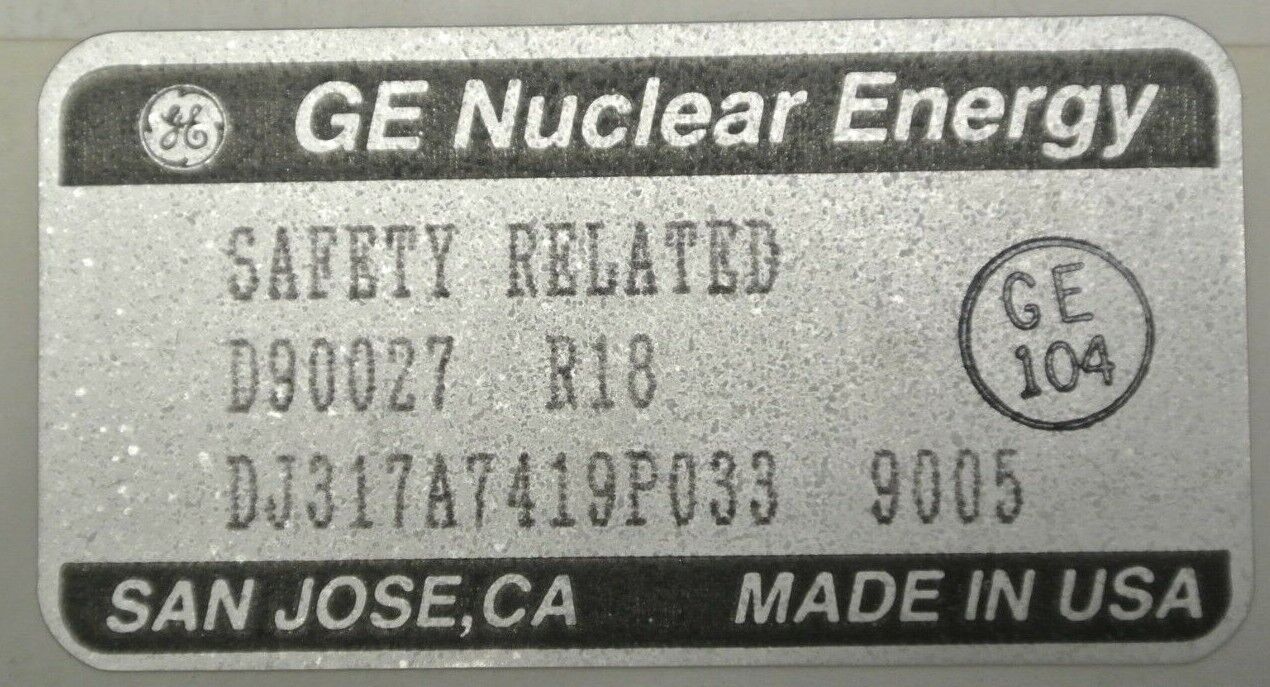 GE Nuclear Energy
SAFETY RELATED
D90027 R18
GE
104
DJ317A7419P033 9005
SAN JOSE, CA MADE IN USA